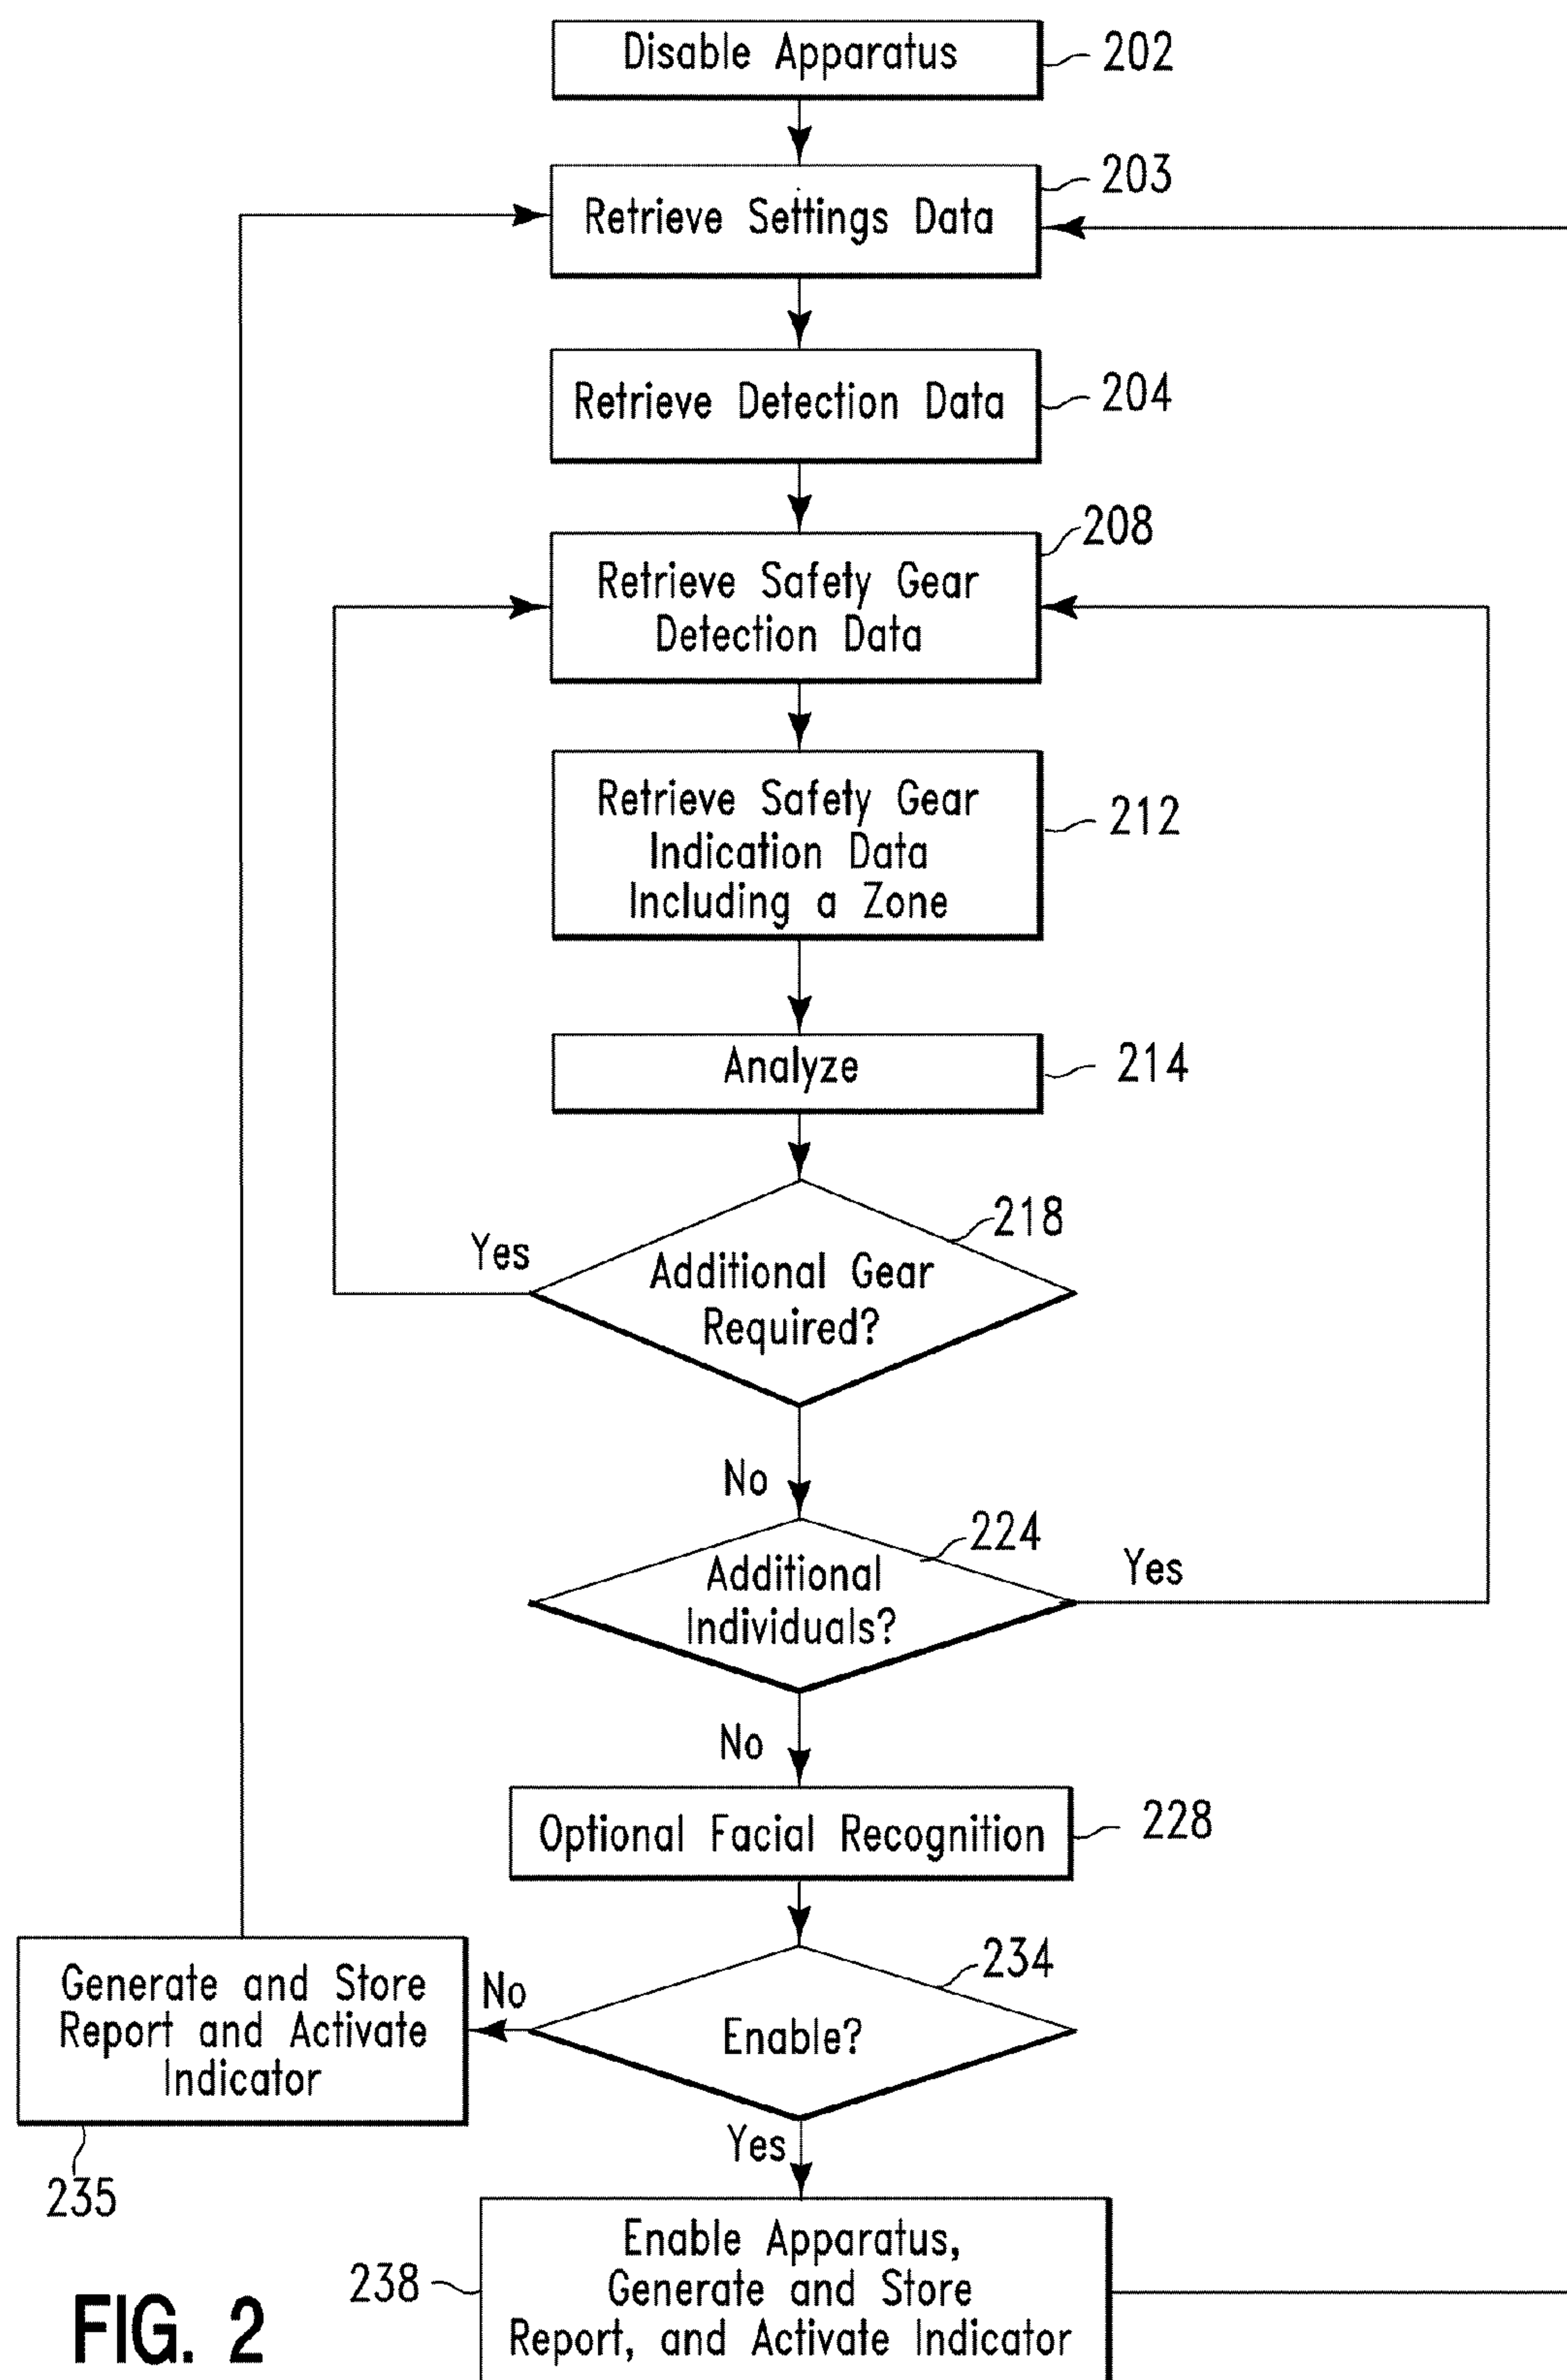 Disable Apparatus
202
203
Retrieve Settings Data
Retrieve Detection Data
204
208
Retrieve Safety Gear
Detection Data
Retrieve Safety Gear
Indication Data
Including a Zone
212
Analyze
214
218
Yes
Additional Gear
Required?
No
224
Additional
Individuals?
Yes
No
Optional Facial Recognition
228
234
Generate and Store
Report and Activate
Indicator
No
Enable?
235
Yes
Enable Apparatus,
Generate and Store
Report, and Activate Indicator
238
FIG. 2